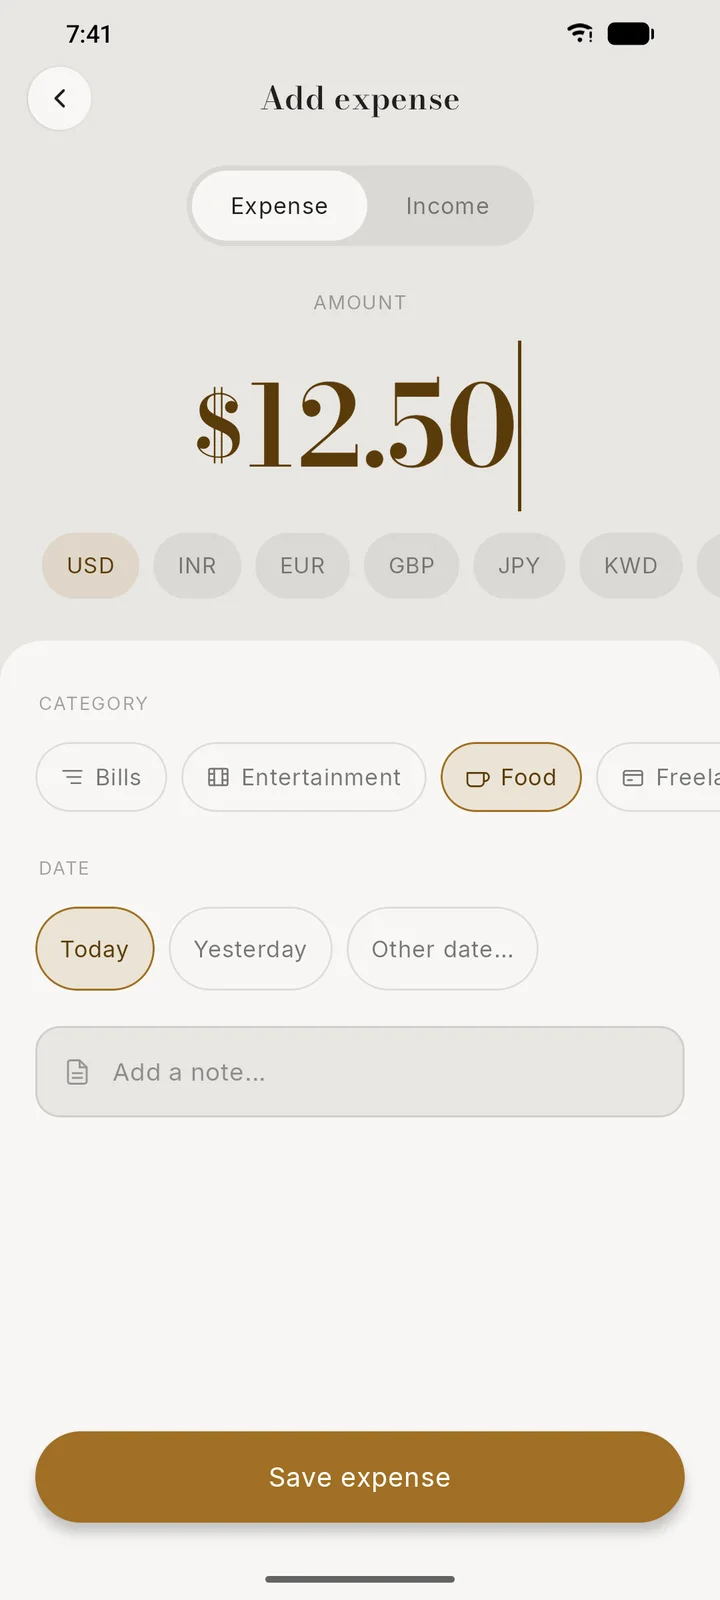 7:41
Add expense
Expense Income
AMOUNT
$12.50
USD INR EUR GBP JPY KWD
CATEGORY
Bills Entertainment Food Freela
DATE
Today Yesterday Other date...
Add a note...
Save expense